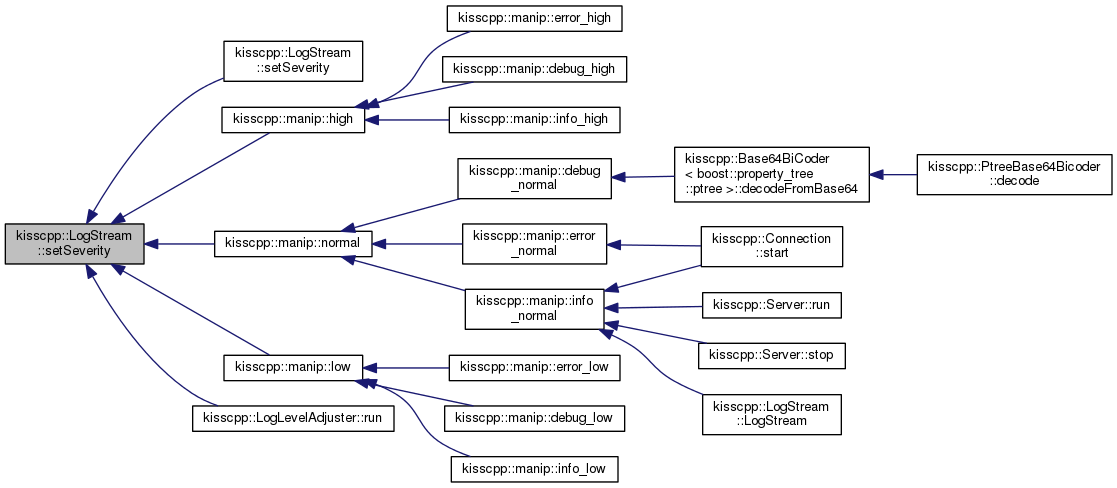 kisscpp::manip::error_high
kisscpp::LogStream
::setSeverity
kisscpp::manip::debug_high
kisscpp::manip::high
kisscpp::manip::info_high
kisscpp::manip::debug
_normal
kisscpp::Base64BiCoder
< boost::property_tree
::ptree >::decodeFromBase64
kisscpp::PtreeBase64Bicoder
::decode
kisscpp::LogStream
::setSeverity
kisscpp::manip::normal
kisscpp::manip::error
_normal
kisscpp::Connection
::start
kisscpp::manip::info
_normal
kisscpp::Server::run
kisscpp::Server::stop
kisscpp::manip::low
kisscpp::manip::error_low
kisscpp::LogLevelAdjuster::run
kisscpp::manip::debug_low
kisscpp::LogStream
::LogStream
kisscpp::manip::info_low